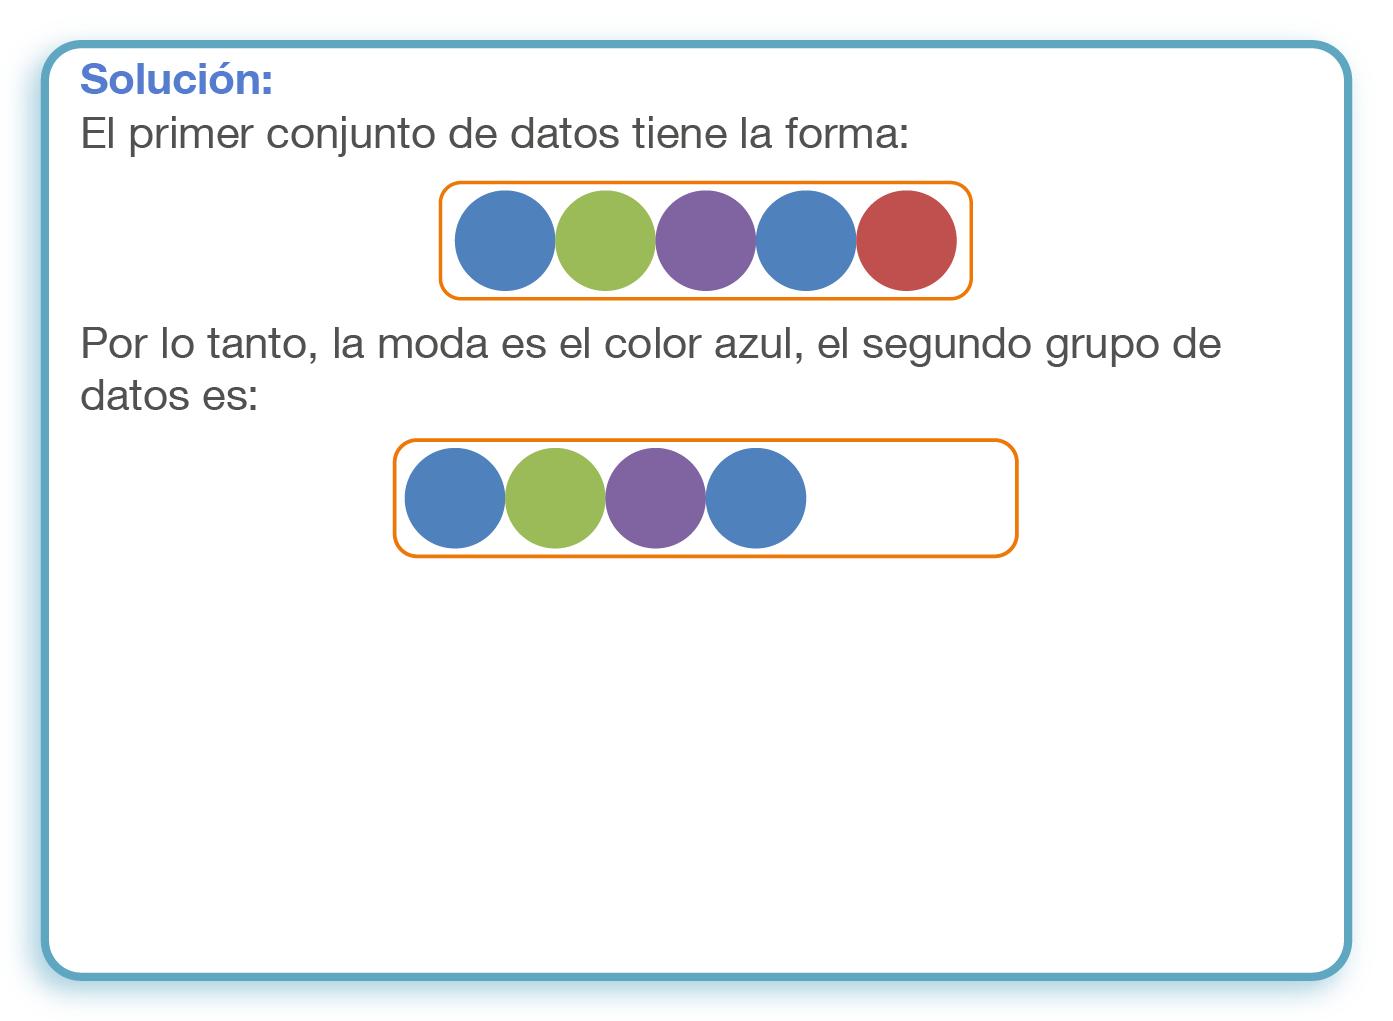 Solución:
El primer conjunto de datos tiene la forma:
Por lo tanto, la moda es el color azul, el segundo grupo de
datos es: